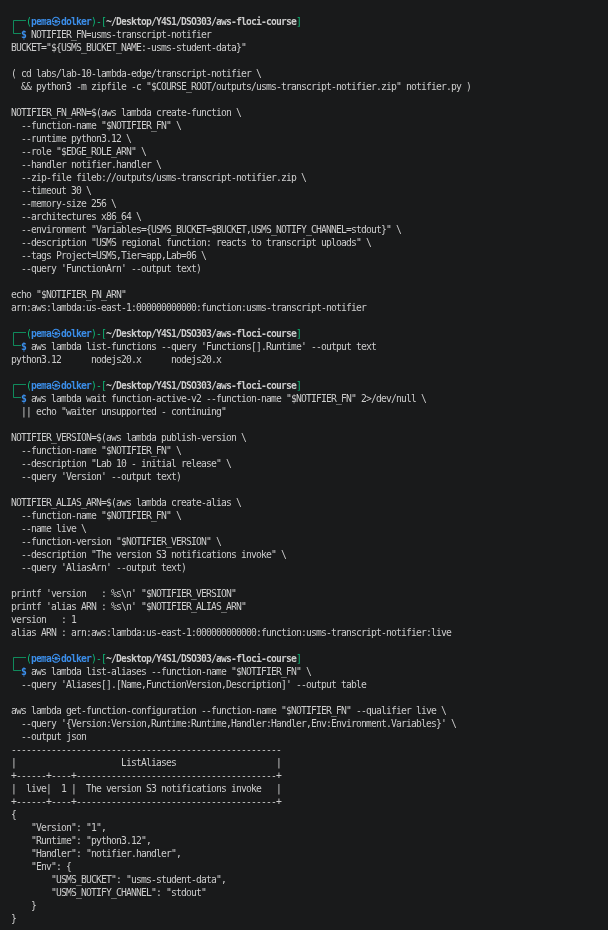 ┌──(pema㉿dolker)-[~/Desktop/Y4S1/DSO303/aws-floci-course]
└─$ NOTIFIER_FN=usms-transcript-notifier
BUCKET="${USMS_BUCKET_NAME:-usms-student-data}"

( cd labs/lab-10-lambda-edge/transcript-notifier \
  && python3 -m zipfile -c "$COURSE_ROOT/outputs/usms-transcript-notifier.zip" notifier.py )

NOTIFIER_FN_ARN=$(aws lambda create-function \
  --function-name "$NOTIFIER_FN" \
  --runtime python3.12 \
  --role "$EDGE_ROLE_ARN" \
  --handler notifier.handler \
  --zip-file fileb://outputs/usms-transcript-notifier.zip \
  --timeout 30 \
  --memory-size 256 \
  --architectures x86_64 \
  --environment "Variables={USMS_BUCKET=$BUCKET,USMS_NOTIFY_CHANNEL=stdout}" \
  --description "USMS regional function: reacts to transcript uploads" \
  --tags Project=USMS,Tier=app,Lab=06 \
  --query 'FunctionArn' --output text)

echo "$NOTIFIER_FN_ARN"
arn:aws:lambda:us-east-1:000000000000:function:usms-transcript-notifier

┌──(pema㉿dolker)-[~/Desktop/Y4S1/DSO303/aws-floci-course]
└─$ aws lambda list-functions --query 'Functions[].Runtime' --output text
python3.12      nodejs20.x      nodejs20.x

┌──(pema㉿dolker)-[~/Desktop/Y4S1/DSO303/aws-floci-course]
└─$ aws lambda wait function-active-v2 --function-name "$NOTIFIER_FN" 2>/dev/null \
  || echo "waiter unsupported - continuing"

NOTIFIER_VERSION=$(aws lambda publish-version \
  --function-name "$NOTIFIER_FN" \
  --description "Lab 10 - initial release" \
  --query 'Version' --output text)

NOTIFIER_ALIAS_ARN=$(aws lambda create-alias \
  --function-name "$NOTIFIER_FN" \
  --name live \
  --function-version "$NOTIFIER_VERSION" \
  --description "The version S3 notifications invoke" \
  --query 'AliasArn' --output text)

printf 'version   : %s\n' "$NOTIFIER_VERSION"
printf 'alias ARN : %s\n' "$NOTIFIER_ALIAS_ARN"
version   : 1
alias ARN : arn:aws:lambda:us-east-1:000000000000:function:usms-transcript-notifier:live

┌──(pema㉿dolker)-[~/Desktop/Y4S1/DSO303/aws-floci-course]
└─$ aws lambda list-aliases --function-name "$NOTIFIER_FN" \
  --query 'Aliases[].[Name,FunctionVersion,Description]' --output table

aws lambda get-function-configuration --function-name "$NOTIFIER_FN" --qualifier live \
  --query '{Version:Version,Runtime:Runtime,Handler:Handler,Env:Environment.Variables}' \
  --output json
------------------------------------------------------
|                     ListAliases                    |
+------+----+----------------------------------------+
|  live|  1 |  The version S3 notifications invoke   |
+------+----+----------------------------------------+
{
    "Version": "1",
    "Runtime": "python3.12",
    "Handler": "notifier.handler",
    "Env": {
        "USMS_BUCKET": "usms-student-data",
        "USMS_NOTIFY_CHANNEL": "stdout"
    }
}